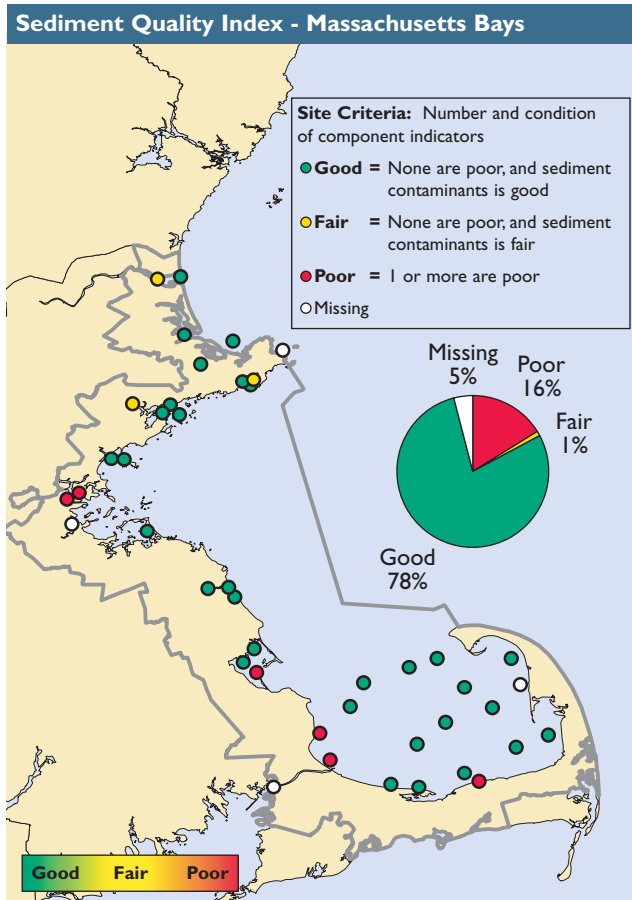 Sediment Quality Index - Massachusetts Bays
Site Criteria: Number and condition
of component indicators
Good = None are poor, and sediment
contaminants is good
Fair = None are poor, and sediment
contaminants is fair
Poor = 1 or more are poor
Missing
Missing
5%
Poor
16%
Fair
1%
Good
78%
Good Fair Poor